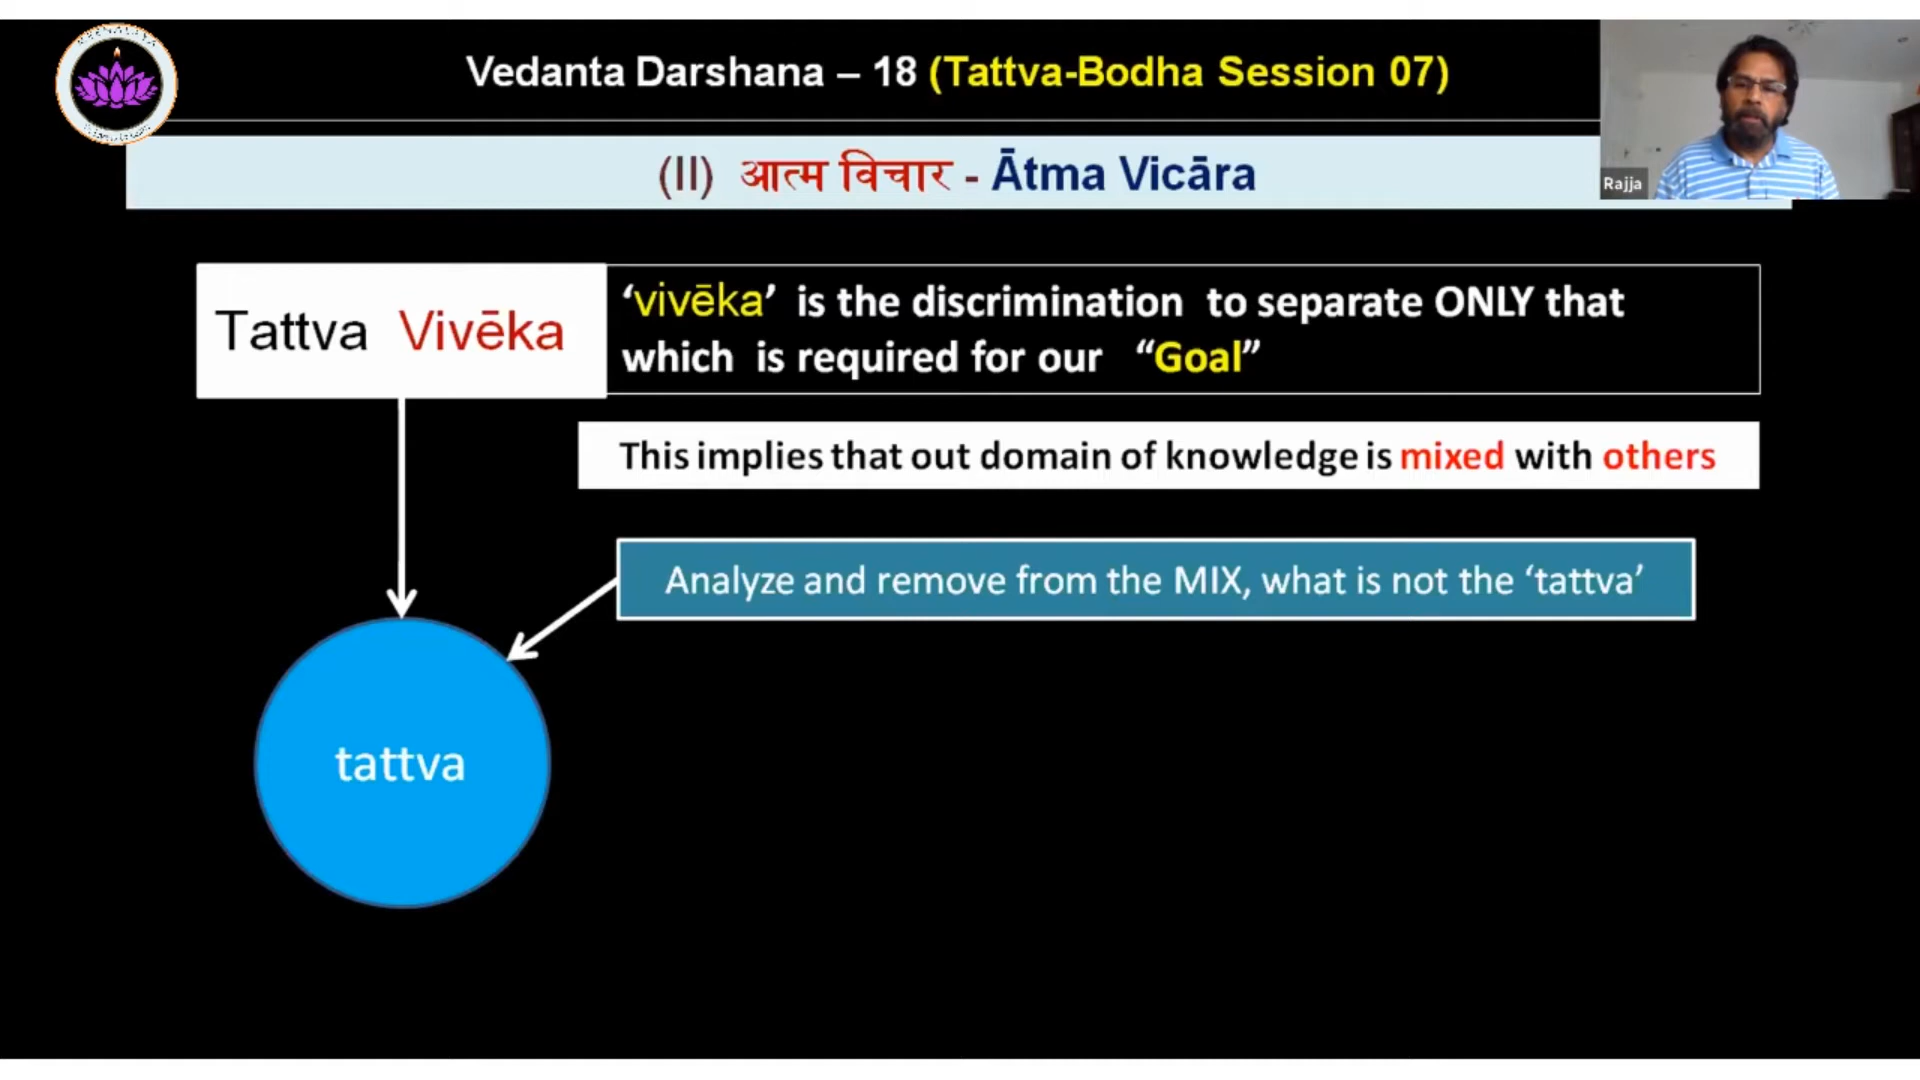 Vedanta Darshana – 18 (Tattva-Bodha Session 07)
(II) आत्म विचार - Ātma Vicāra
Rajja
Tattva Vivēka
‘vivēka’ is the discrimination to separate ONLY that
which is required for our “Goal”
This implies that out domain of knowledge is mixed with others
Analyze and remove from the MIX, what is not the ‘tattva’
tattva